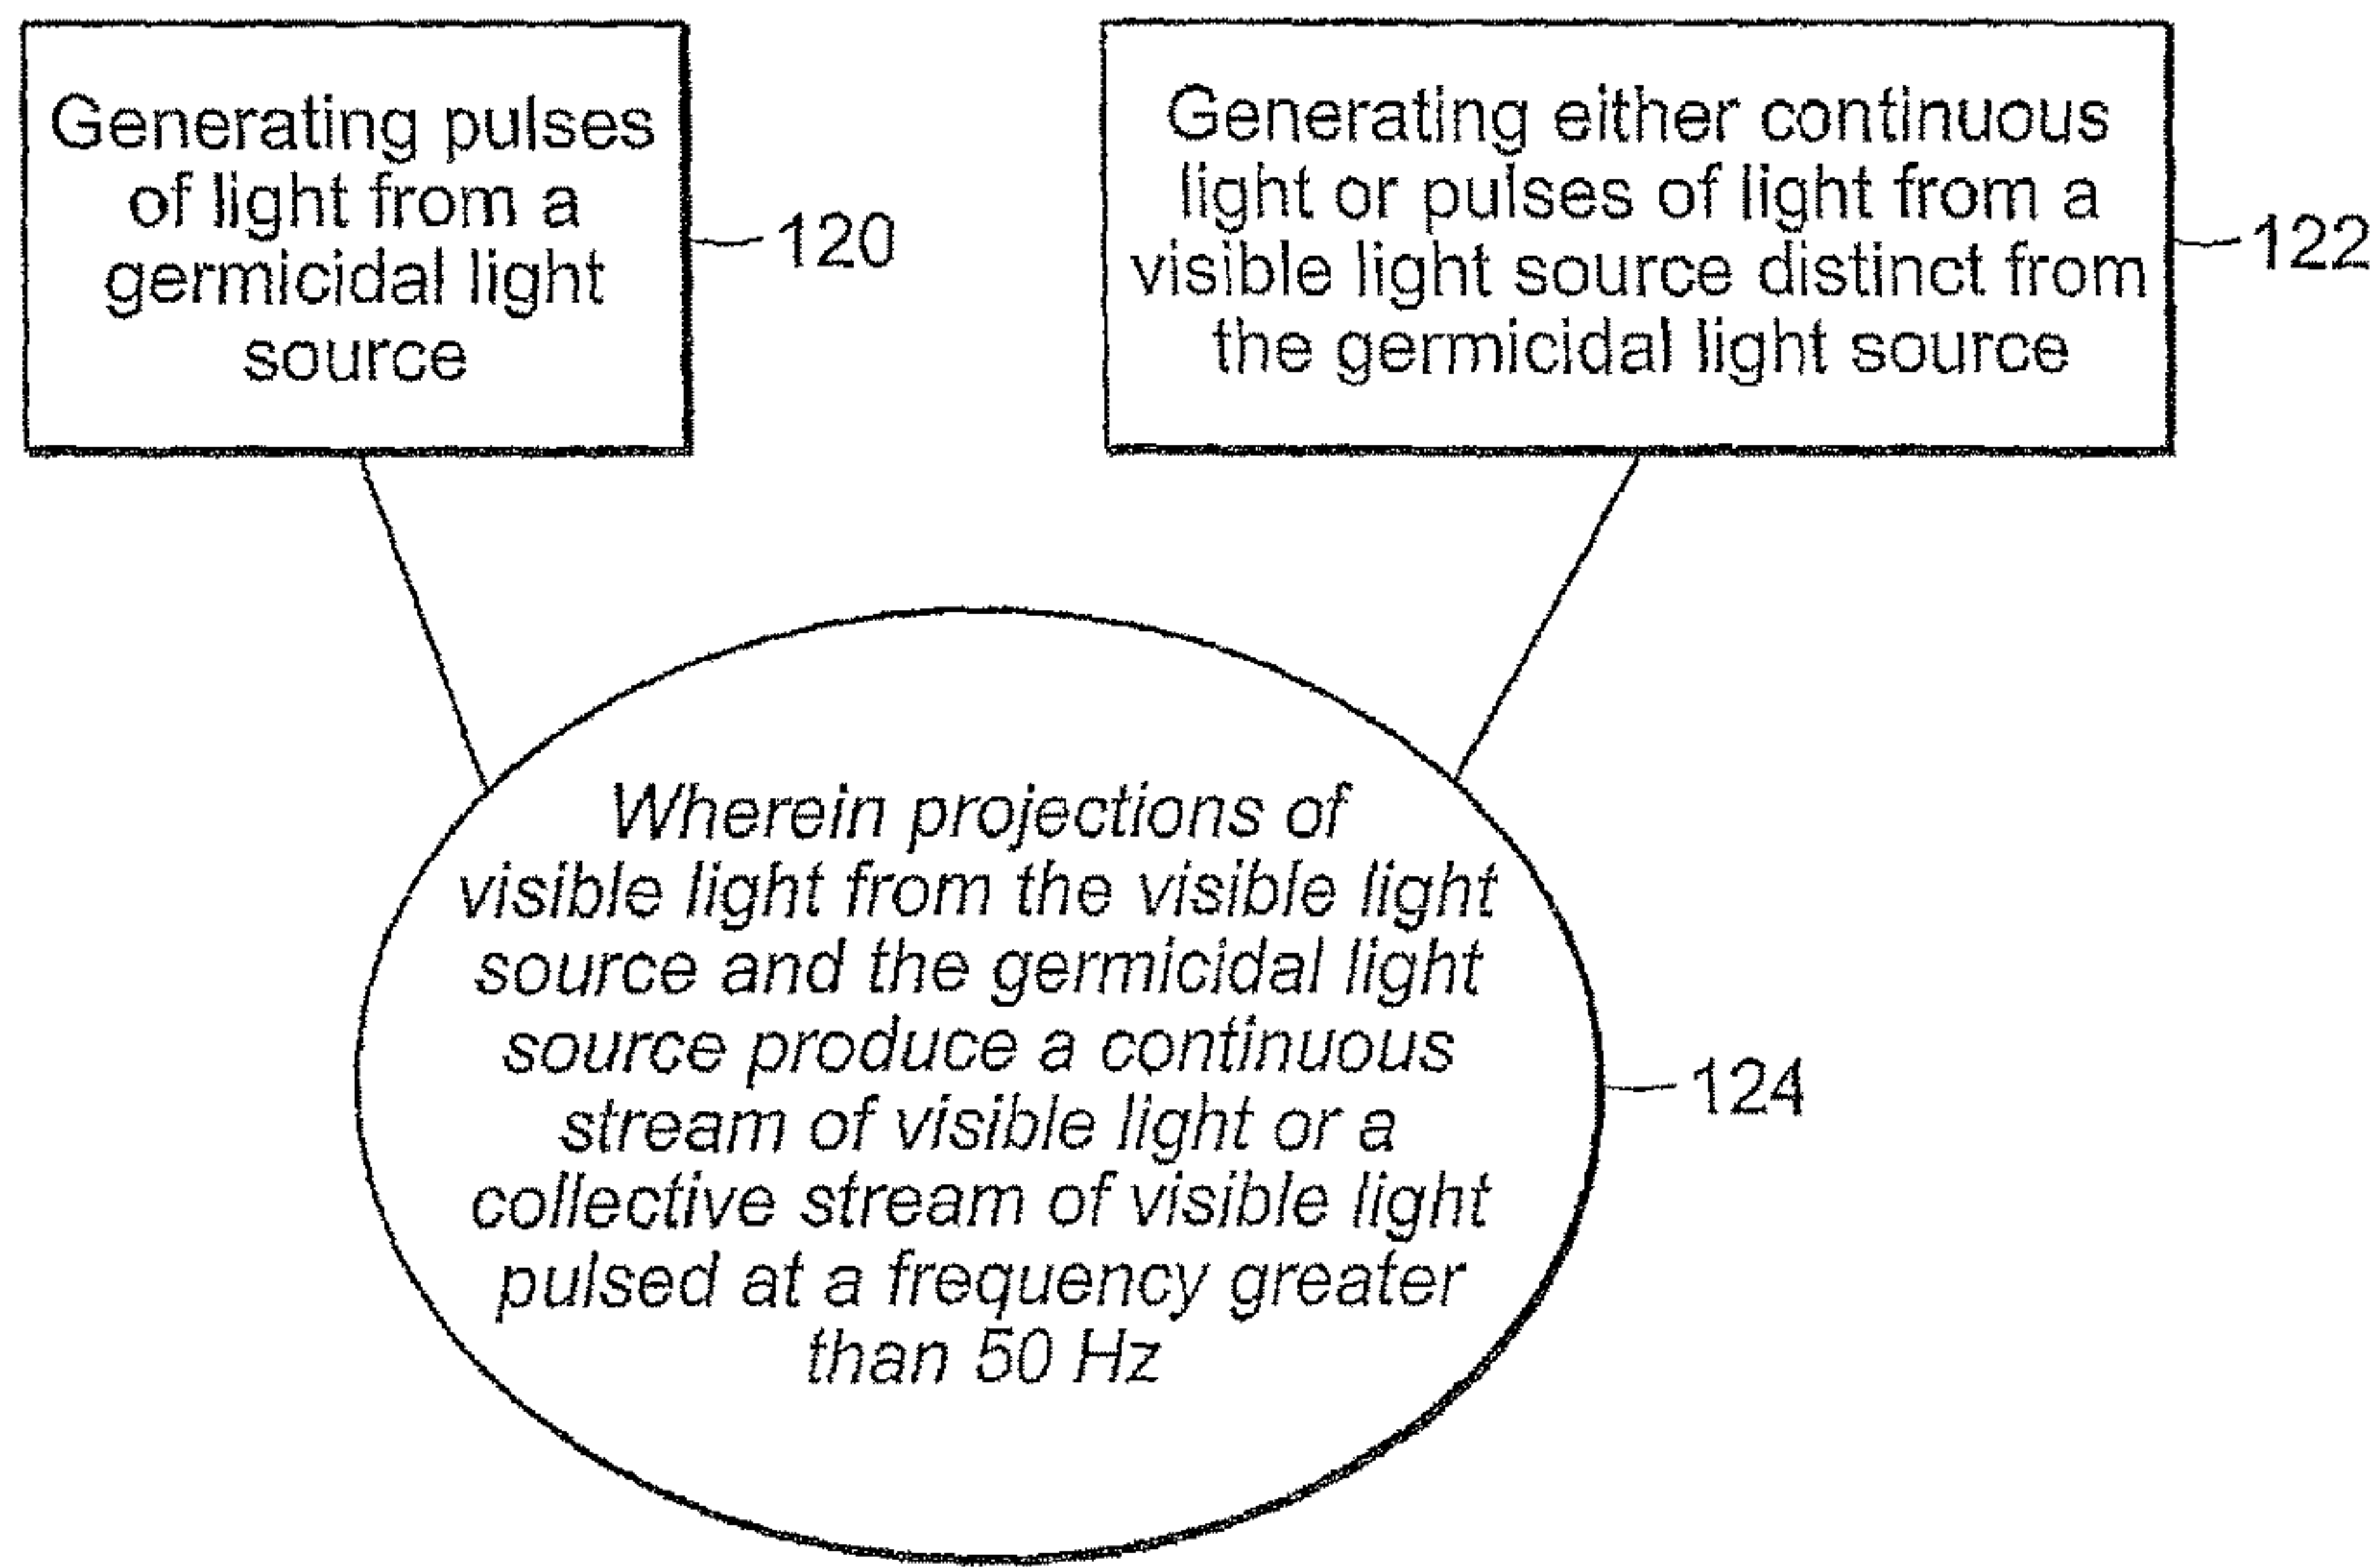 Generating pulses
of light from a
germicidal light
source
120
Generating either continuous
light or pulses of light from a
visible light source distinct from
the germicidal light source
122
Wherein projections of
visible light from the visible light
source and the germicidal light
source produce a continuous
stream of visible light or a
collective stream of visible light
pulsed at a frequency greater
than 50 Hz
124